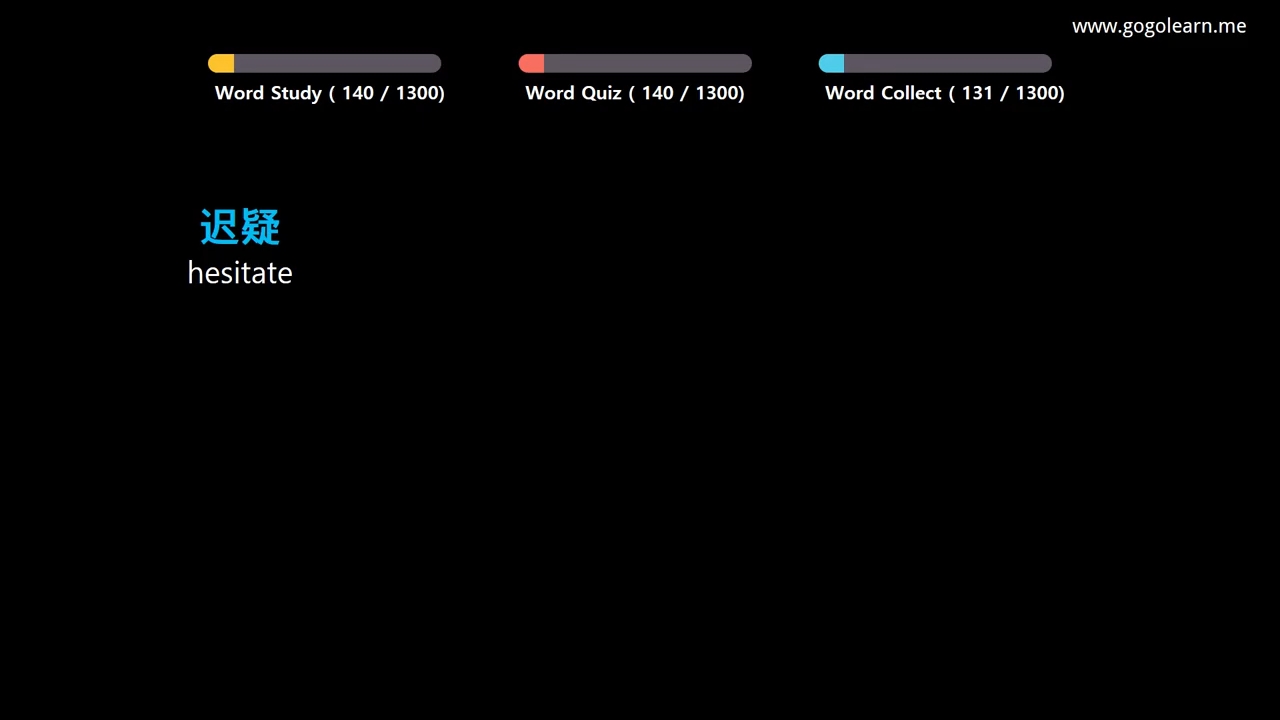 www.gogolearn.me
Word Study ( 140 / 1300)
Word Quiz ( 140 / 1300)
Word Collect ( 131 / 1300)
迟疑
hesitate